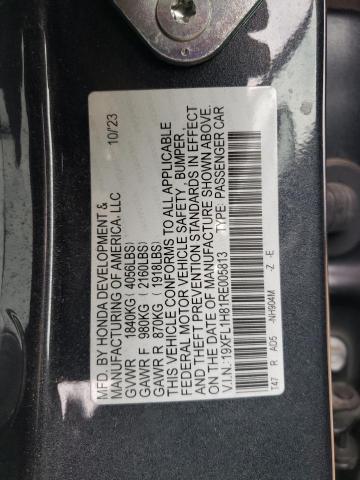 MFD. BY HONDA DEVELOPMENT &
MANUFACTURING OF AMERICA, LLC 10/'23
GVWR 1840KG ( 4056LBS)
GAWR F 980KG ( 2160LBS)
GAWR R 870KG ( 1918LBS)
THIS VEHICLE CONFORMS TO ALL APPLICABLE
FEDERAL MOTOR VEHICLE SAFETY, BUMPER,
AND THEFT PREVENTION STANDARDS IN EFFECT
ON THE DATE OF MANUFACTURE SHOWN ABOVE.
V.I.N.:19XFL1H81RE005813 TYPE: PASSENGER CAR
T47 R AD5 -NH904M -Z -E